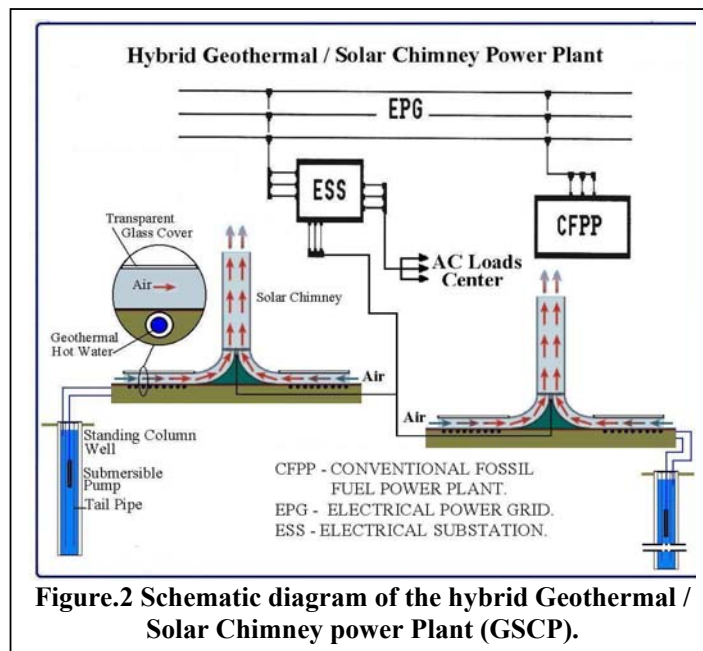 Hybrid Geothermal / Solar Chimney Power Plant
EPG
ESS
CFPP
Transparent
Glass Cover
Air
Geothermal
Hot Water
Solar Chimney
AC Loads
Center
Air
Air
Standing Column
Well
Submersible
Pump
Tail Pipe
CFPP - CONVENTIONAL FOSSIL
FUEL POWER PLANT.
EPG - ELECTRICAL POWER GRID.
ESS - ELECTRICAL SUBSTATION.
Figure.2 Schematic diagram of the hybrid Geothermal /
Solar Chimney power Plant (GSCP).